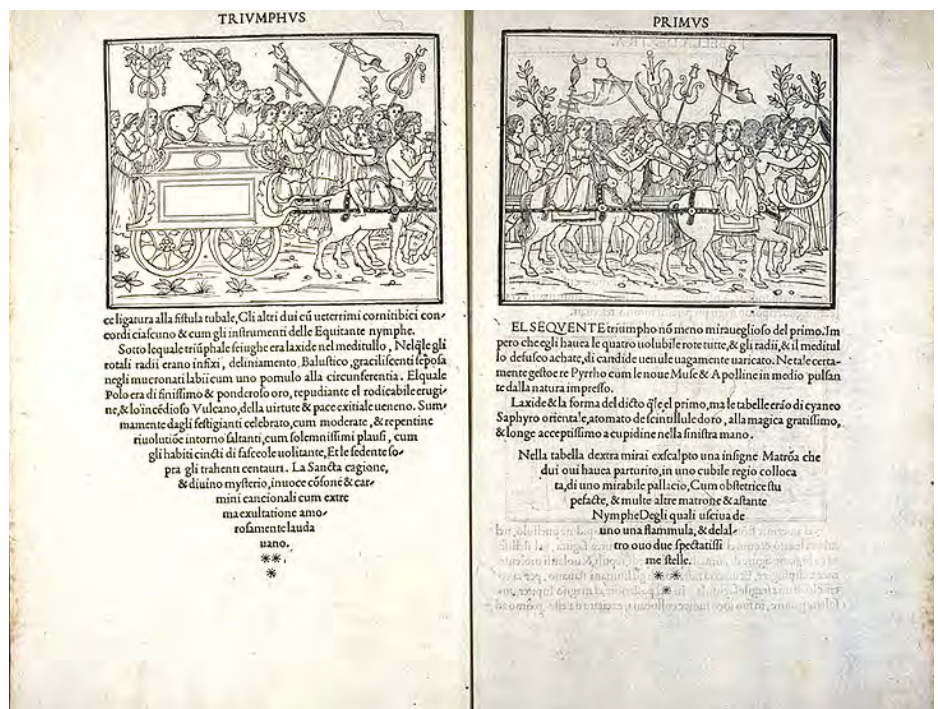 TRIVMPHVS
ce ligatura alla fistula tubale, Gli altri dui cũ ueterrimi cornitibici con-
cordi ciascuno & cum gli instrumenti delle Equitante nymphe.
Sotto lequale triũphale seiughe era laxide nel meditullo, Nelq̃le gli
rotali radii erano infixi, deliniamento Balustico, graciliscenti seposa
negli mucronati labii cum uno pomulo alla circunferentia. Elquale
Polo era di finissimo & ponderoso oro, repudiante el rodicabile erugi-
ne, & lo incẽdioso Vulcano, della uirtute & pace exitiale ueneno. Sum-
mamente dagli festigianti celebrato, cum moderate, & repentine
riuolutiõe intorno saltanti, cum solemnissimi plausi, cum
gli habiti cincti di fasceole uolitante, Et le sedente so-
pra gli trahenti centauri. La Sancta cagione,
& diuino mysterio, inuoce cõsone & car-
mini cancionali cum extre
ma exultatione amo-
rosamente lauda
uano.
**
*
PRIMVS
EL SEQVENTE triumpho nõ meno miraueglioso del primo. Im
pero che egli hauea le quatro uolubile rote tutte, & gli radii, & il meditul
lo defusco achate, di candide uenule uagamente uaricato. Netale certa-
mente gestoe re Pyrrho cum le noue Muse & Apolline in medio pulsan
te dalla natura impresso.
Laxide & la forma del dicto q̃le el primo, ma le tabelle erão di cyaneo
Saphyro orientale, atomato de scintillule doro, alla magica gratissimo,
& longe acceptissimo a cupidine nella sinistra mano.
Nella tabella dextra mirai exscalpto una insigne Matrõa che
dui oui hauea parturito, in uno cubile regio colloca
ta, di uno mirabile pallacio, Cum obstetrice stu
pefacte, & multe altre matrone & astante
Nymphe Degli quali usciua de
uno una flammula, & delal-
tro ouo due spectatissi
me stelle.
* *
*